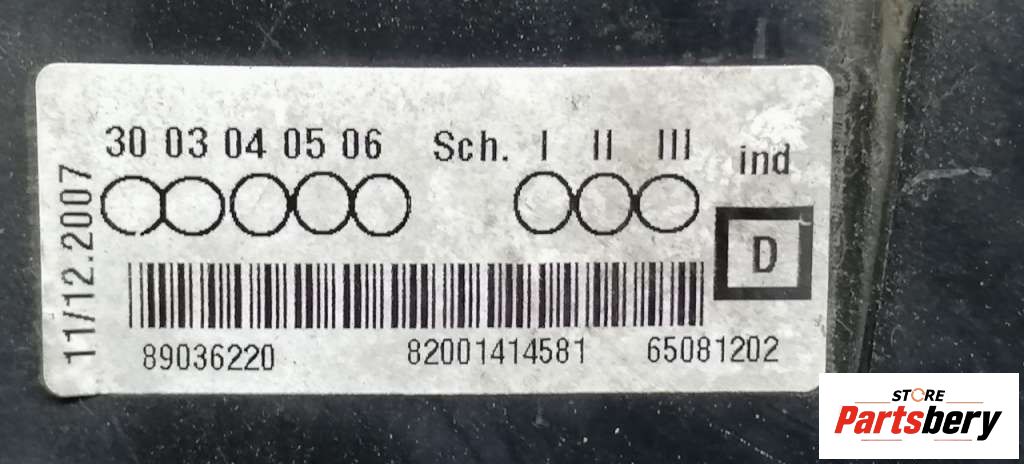 30 03 04 05 06 Sch. I II III ind
11/12.2007
D
89036220 82001414581 65081202
STORE
Partsbery